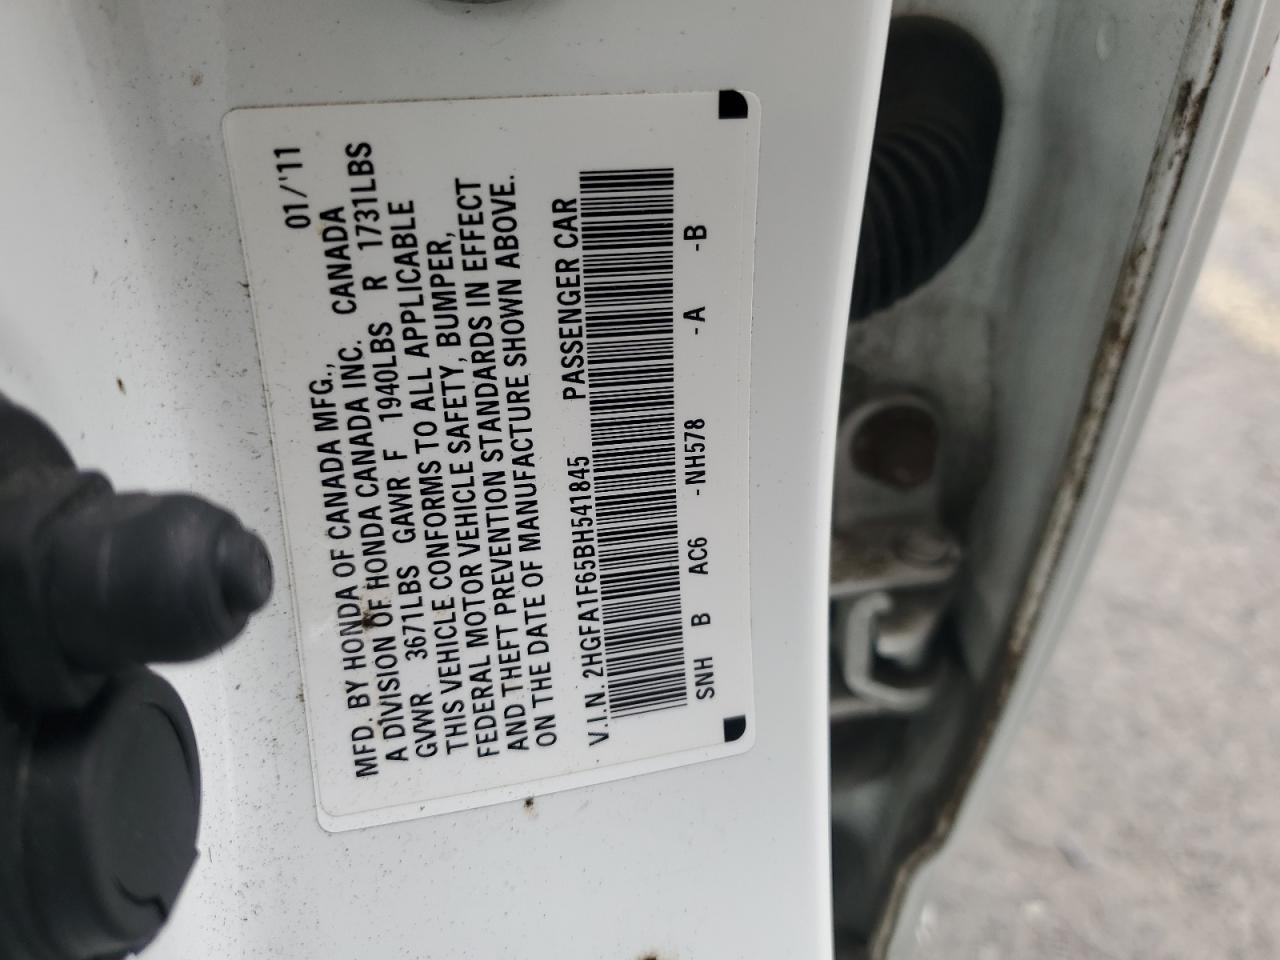 MFD. BY HONDA OF CANADA MFG., 01/'11
A DIVISION OF HONDA CANADA INC. CANADA
GVWR 3671LBS GAWR F 1940LBS R 1731LBS
THIS VEHICLE CONFORMS TO ALL APPLICABLE
FEDERAL MOTOR VEHICLE SAFETY, BUMPER,
AND THEFT PREVENTION STANDARDS IN EFFECT
ON THE DATE OF MANUFACTURE SHOWN ABOVE.
V.I.N. 2HGFA1F65BH541845 PASSENGER CAR
SNH B AC6 -NH578 -A -B